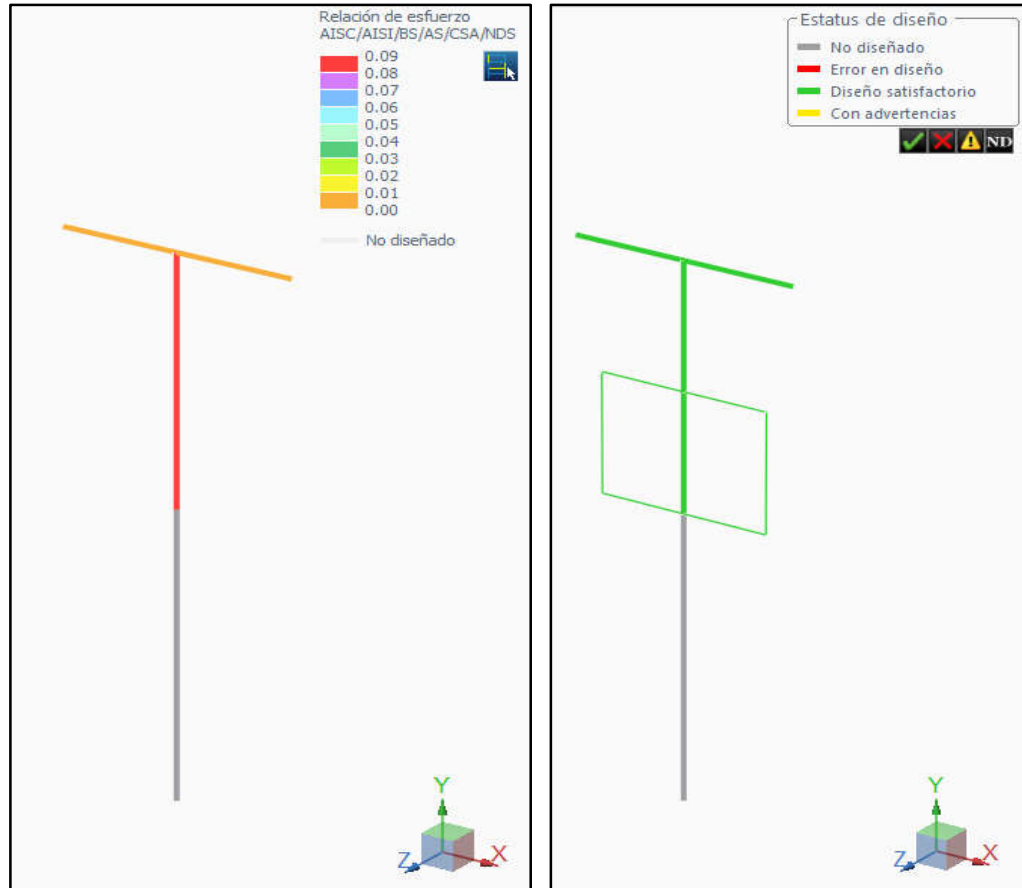 Relación de esfuerzo
AISC/AISI/BS/AS/CSA/NDS
0.09
0.08
0.07
0.06
0.05
0.04
0.03
0.02
0.01
0.00
No diseñado
Y
Z
X
Estatus de diseño
No diseñado
Error en diseño
Diseño satisfactorio
Con advertencias
ND
Y
Z
X